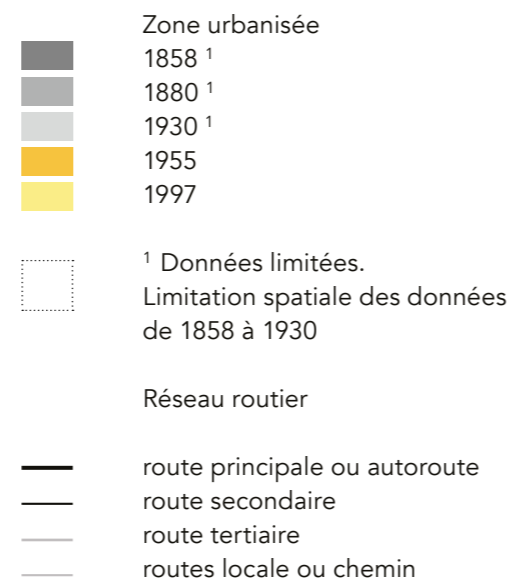 Zone urbanisée
1858 ¹
1880 ¹
1930 ¹
1955
1997
¹ Données limitées.
Limitation spatiale des données
de 1858 à 1930
Réseau routier
route principale ou autoroute
route secondaire
route tertiaire
routes locale ou chemin